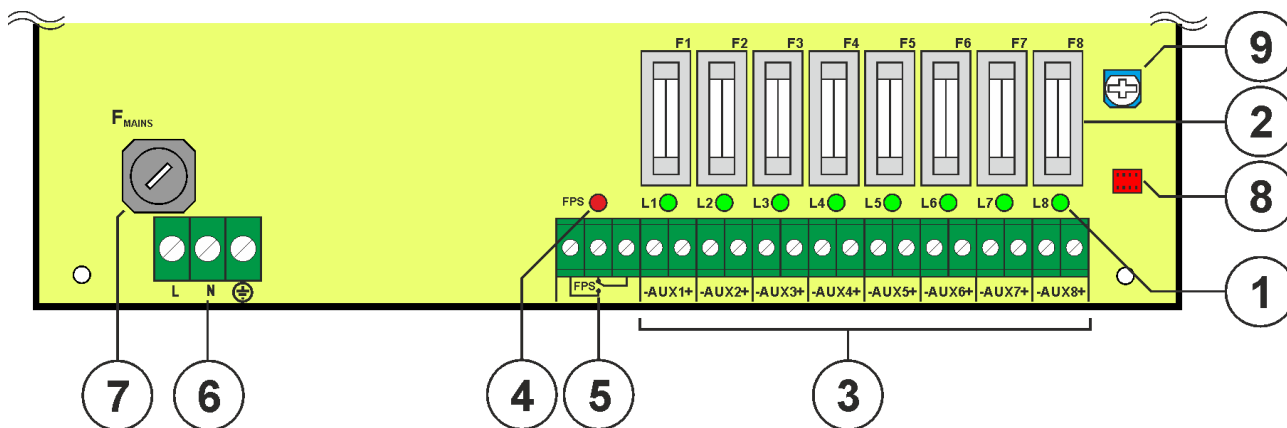 F1 F2 F3 F4 F5 F6 F7 F8
9
2
F MAINS
FPS L1 L2 L3 L4 L5 L6 L7 L8
8
L N
FPS
-AUX1+ -AUX2+ -AUX3+ -AUX4+ -AUX5+ -AUX6+ -AUX7+ -AUX8+
1
7 6 4 5 3